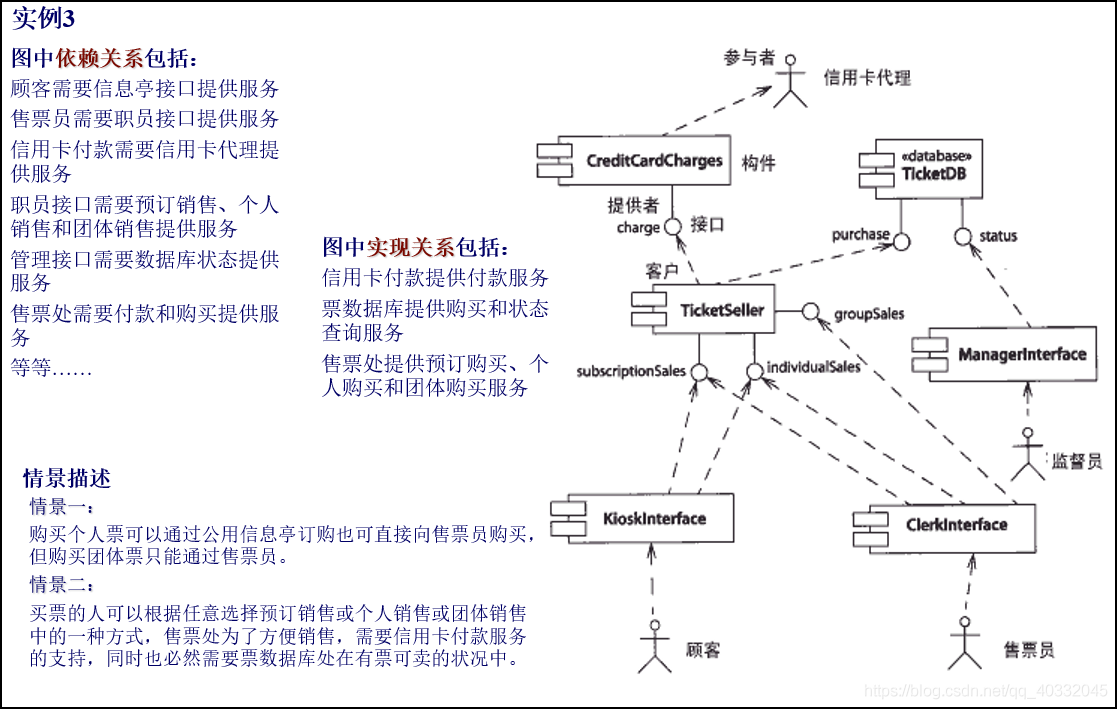 实例3
图中依赖关系包括：
顾客需要信息亭接口提供服务
售票员需要职员接口提供服务
信用卡付款需要信用卡代理提
供服务
职员接口需要预订销售、个人
销售和团体销售提供服务
管理接口需要数据库状态提供
服务
售票处需要付款和购买提供服
务
等等……
图中实现关系包括：
信用卡付款提供付款服务
票数据库提供购买和状态
查询服务
售票处提供预订购买、个
人购买和团体购买服务
参与者
信用卡代理
CreditCardCharges
构件
«database»
TicketDB
提供者
charge
接口
purchase
status
客户
TicketSeller
groupSales
ManagerInterface
subscriptionSales
individualSales
监督员
KioskInterface
ClerkInterface
顾客
售票员
情景描述
情景一：
购买个人票可以通过公用信息亭订购也可直接向售票员购买，
但购买团体票只能通过售票员。
情景二：
买票的人可以根据任意选择预订销售或个人销售或团体销售
中的一种方式，售票处为了方便销售，需要信用卡付款服务
的支持，同时也必然需要票数据库处在有票可卖的状况中。
https://blog.csdn.net/qq_40332045